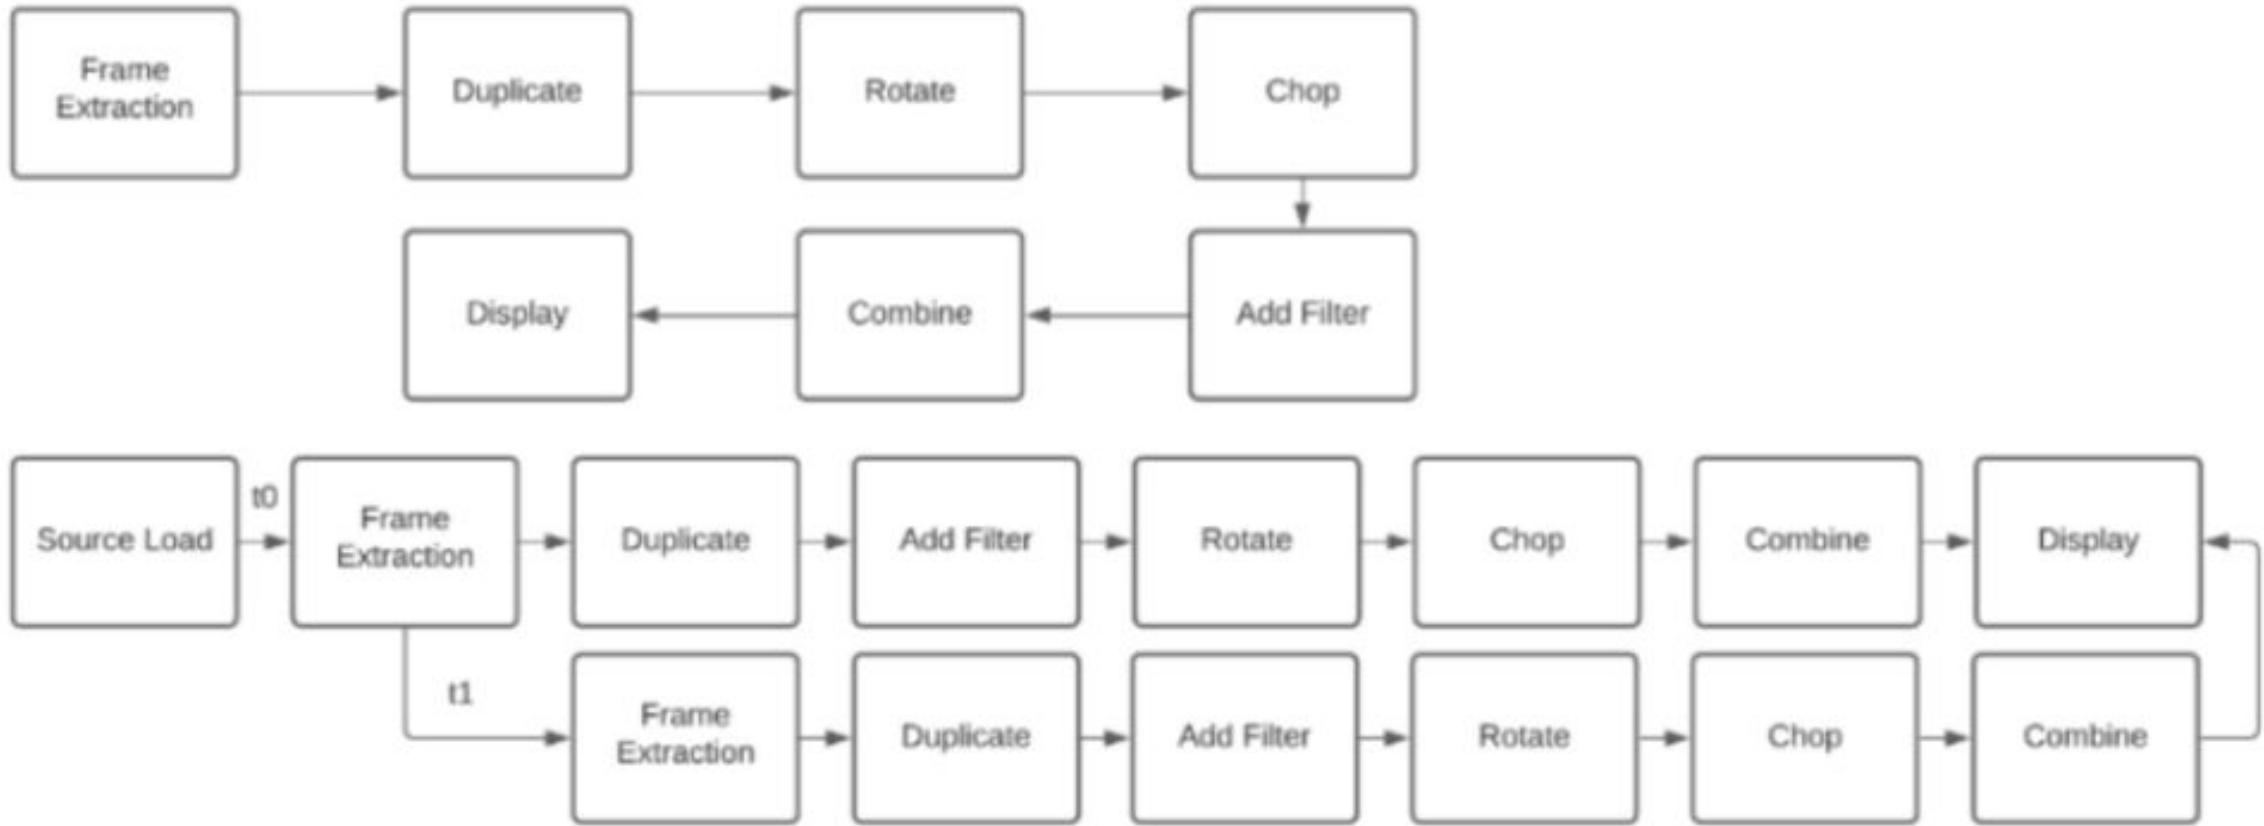 Frame
Extraction
Duplicate
Rotate
Chop
Display
Combine
Add Filter
Source Load
t0
Frame
Extraction
Duplicate
Add Filter
Rotate
Chop
Combine
Display
t1
Frame
Extraction
Duplicate
Add Filter
Rotate
Chop
Combine